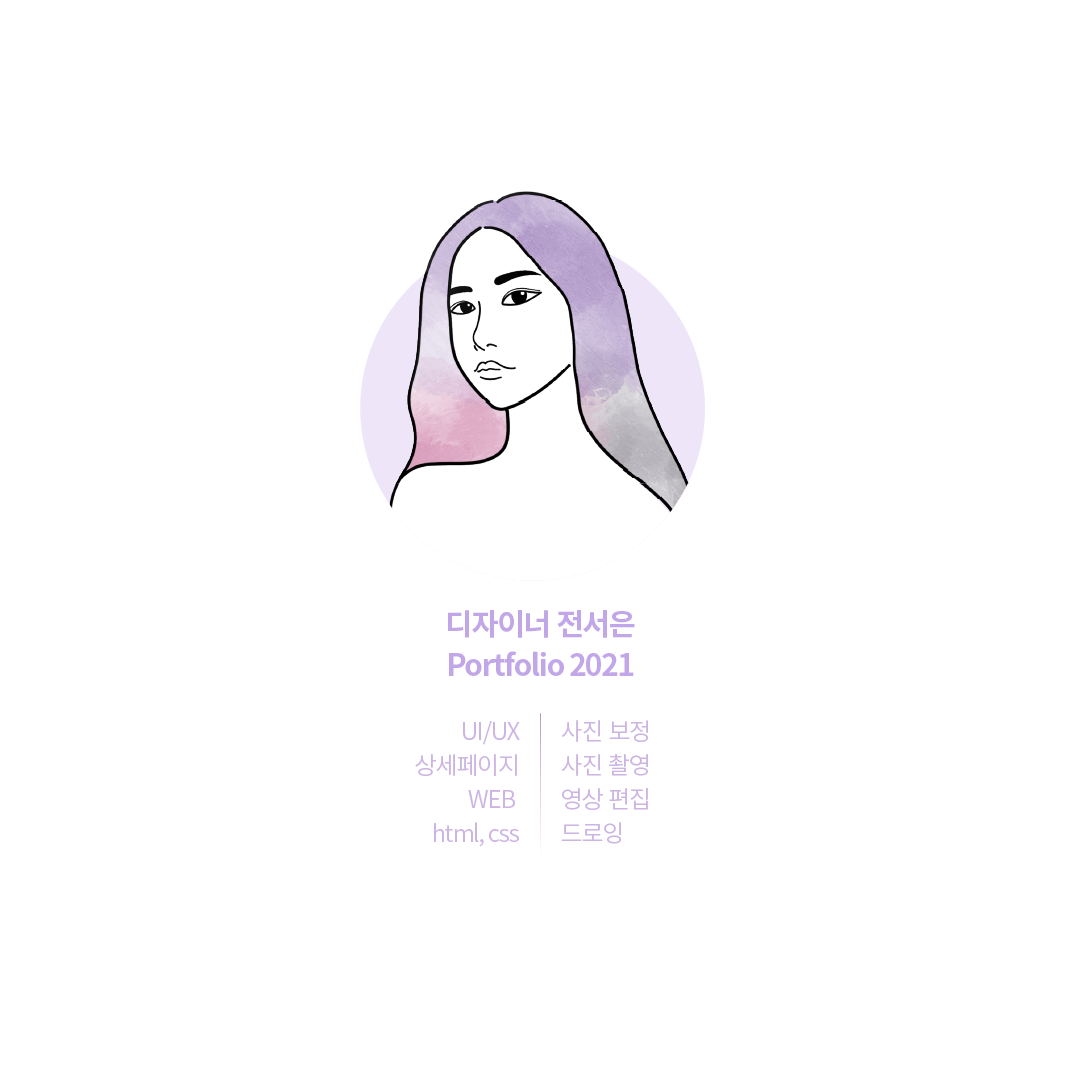 디자이너 전서은
Portfolio 2021
UI/UX
상세페이지
WEB
html, css
사진 보정
사진 촬영
영상 편집
드로잉